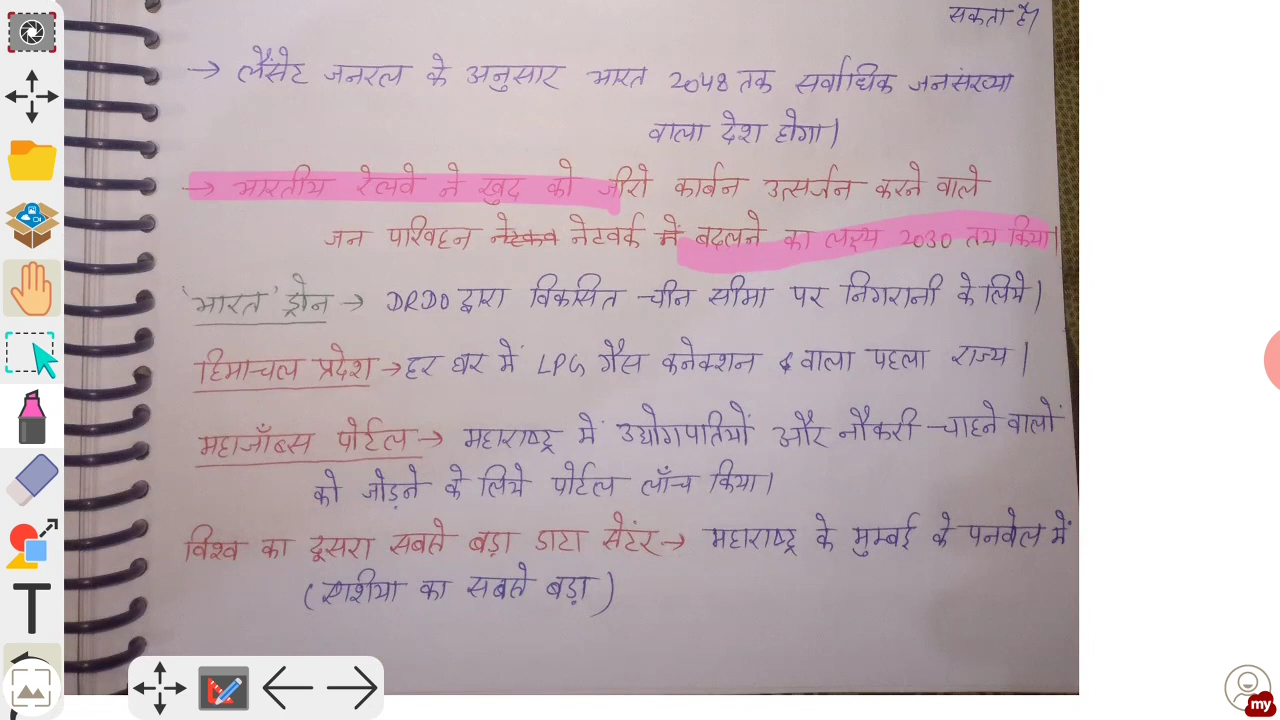 सकता है।
→ लैंसेट जनरल के अनुसार भारत 2048 तक सर्वाधिक जनसंख्या
वाला देश होगा।
→ भारतीय रेलवे ने खुद को जीरो कार्बन उत्सर्जन करने वाले
जन परिवहन नेटवर्क में बदलने का लक्ष्य 2030 तय किया।
'भारत' ड्रोन → DRDO द्वारा विकसित चीन सीमा पर निगरानी के लिये।
हिमाचल प्रदेश → हर घर में LPG गैस कनेक्शन वाला पहला राज्य।
महाजॉब्स पोर्टल → महाराष्ट्र में उद्योगपतियों और नौकरी चाहने वालों
को जोड़ने के लिये पोर्टल लॉंच किया।
विश्व का दूसरा सबसे बड़ा डाटा सेटंर → महाराष्ट्र के मुम्बई के पनवेल में
(एशीया का सबसे बड़ा)
T
my